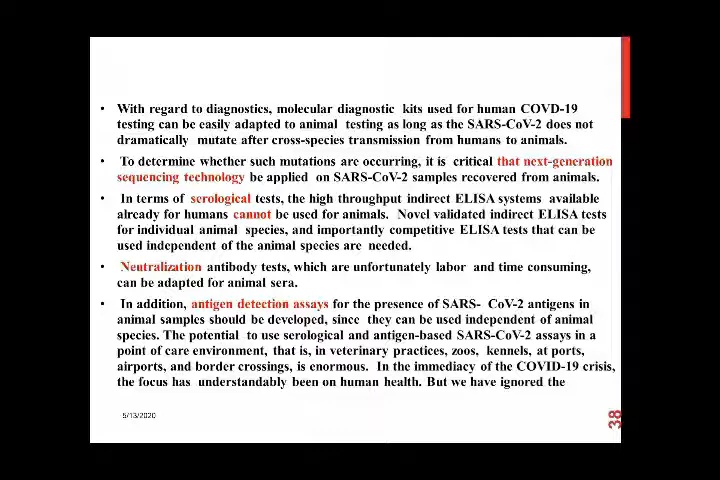 • With regard to diagnostics, molecular diagnostic kits used for human COVD-19
testing can be easily adapted to animal testing as long as the SARS-CoV-2 does not
dramatically mutate after cross-species transmission from humans to animals.
• To determine whether such mutations are occurring, it is critical that next-generation
sequencing technology be applied on SARS-CoV-2 samples recovered from animals.
• In terms of serological tests, the high throughput indirect ELISA systems available
already for humans cannot be used for animals. Novel validated indirect ELISA tests
for individual animal species, and importantly competitive ELISA tests that can be
used independent of the animal species are needed.
• Neutralization antibody tests, which are unfortunately labor and time consuming,
can be adapted for animal sera.
• In addition, antigen detection assays for the presence of SARS- CoV-2 antigens in
animal samples should be developed, since they can be used independent of animal
species. The potential to use serological and antigen-based SARS-CoV-2 assays in a
point of care environment, that is, in veterinary practices, zoos, kennels, at ports,
airports, and border crossings, is enormous. In the immediacy of the COVID-19 crisis,
the focus has understandably been on human health. But we have ignored the
5/13/2020
38